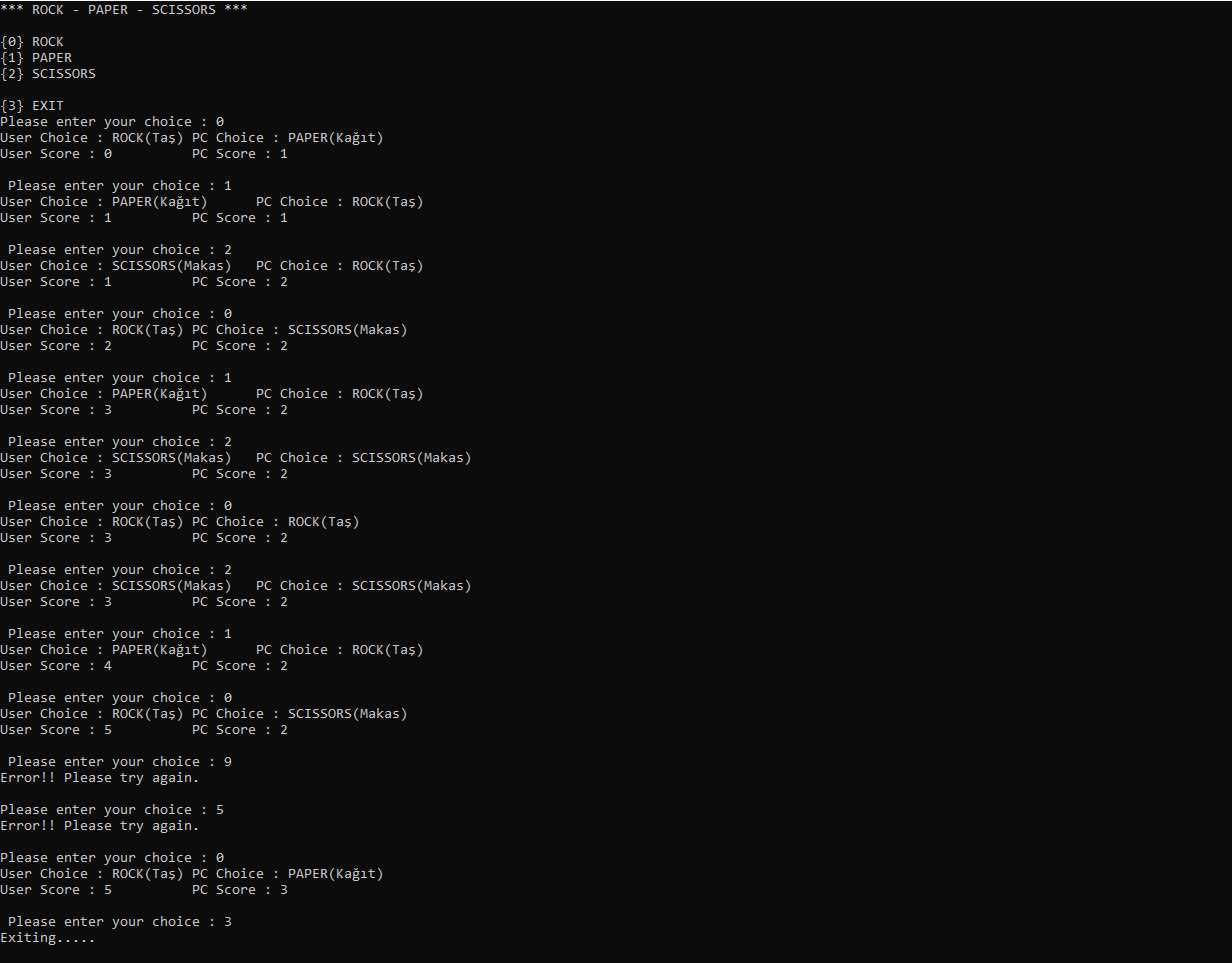 *** ROCK - PAPER - SCISSORS ***
{0} ROCK
{1} PAPER
{2} SCISSORS
{3} EXIT
Please enter your choice : 0
User Choice : ROCK(Taş) PC Choice : PAPER(Kağıt)
User Score : 0          PC Score : 1
Please enter your choice : 1
User Choice : PAPER(Kağıt)      PC Choice : ROCK(Taş)
User Score : 1          PC Score : 1
Please enter your choice : 2
User Choice : SCISSORS(Makas)   PC Choice : ROCK(Taş)
User Score : 1          PC Score : 2
Please enter your choice : 0
User Choice : ROCK(Taş) PC Choice : SCISSORS(Makas)
User Score : 2          PC Score : 2
Please enter your choice : 1
User Choice : PAPER(Kağıt)      PC Choice : ROCK(Taş)
User Score : 3          PC Score : 2
Please enter your choice : 2
User Choice : SCISSORS(Makas)   PC Choice : SCISSORS(Makas)
User Score : 3          PC Score : 2
Please enter your choice : 0
User Choice : ROCK(Taş) PC Choice : ROCK(Taş)
User Score : 3          PC Score : 2
Please enter your choice : 2
User Choice : SCISSORS(Makas)   PC Choice : SCISSORS(Makas)
User Score : 3          PC Score : 2
Please enter your choice : 1
User Choice : PAPER(Kağıt)      PC Choice : ROCK(Taş)
User Score : 4          PC Score : 2
Please enter your choice : 0
User Choice : ROCK(Taş) PC Choice : SCISSORS(Makas)
User Score : 5          PC Score : 2
Please enter your choice : 9
Error!! Please try again.
Please enter your choice : 5
Error!! Please try again.
Please enter your choice : 0
User Choice : ROCK(Taş) PC Choice : PAPER(Kağıt)
User Score : 5          PC Score : 3
Please enter your choice : 3
Exiting.....